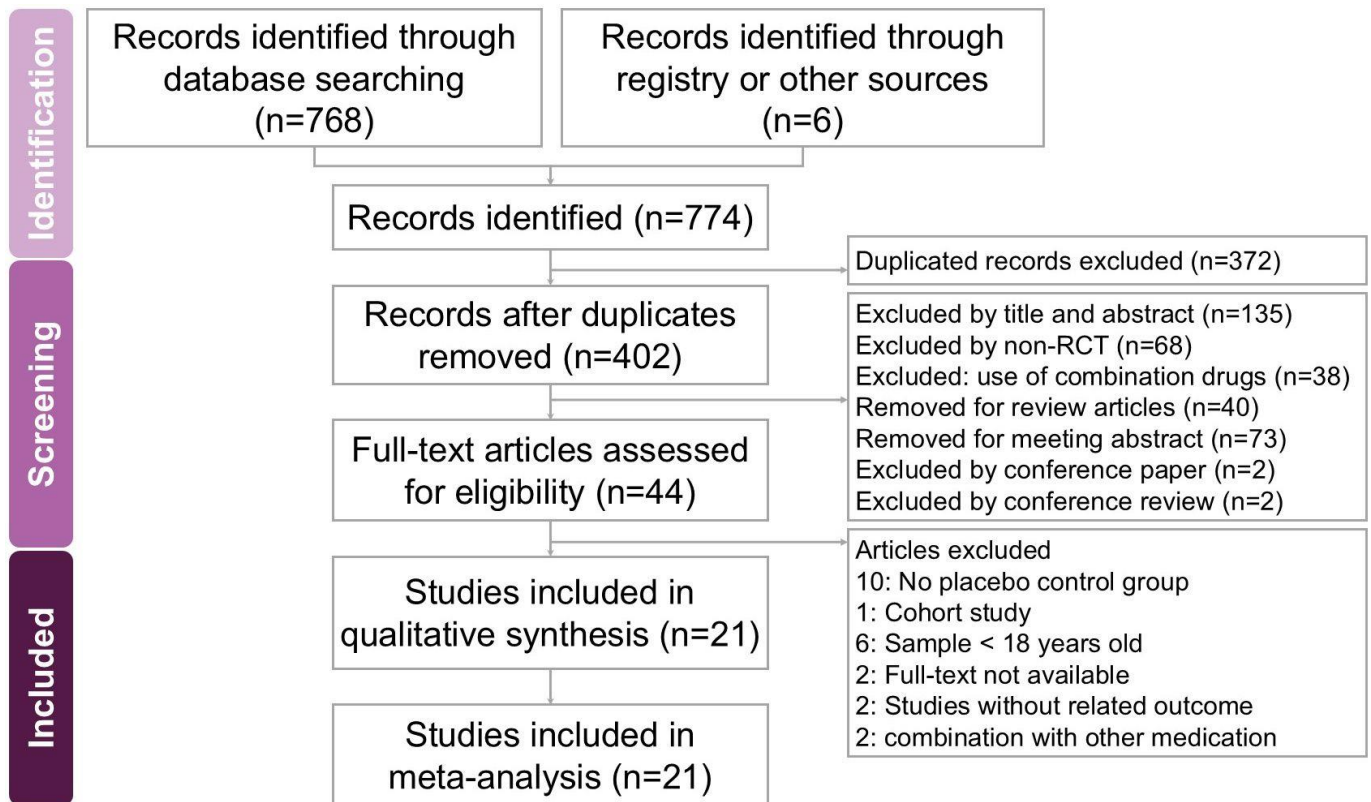 Identification
Records identified through
database searching
(n=768)
Records identified through
registry or other sources
(n=6)
Records identified (n=774)
Duplicated records excluded (n=372)
Screening
Records after duplicates
removed (n=402)
Excluded by title and abstract (n=135)
Excluded by non-RCT (n=68)
Excluded: use of combination drugs (n=38)
Removed for review articles (n=40)
Removed for meeting abstract (n=73)
Excluded by conference paper (n=2)
Excluded by conference review (n=2)
Full-text articles assessed
for eligibility (n=44)
Articles excluded
10: No placebo control group
1: Cohort study
6: Sample < 18 years old
2: Full-text not available
2: Studies without related outcome
2: combination with other medication
Included
Studies included in
qualitative synthesis (n=21)
Studies included in
meta-analysis (n=21)